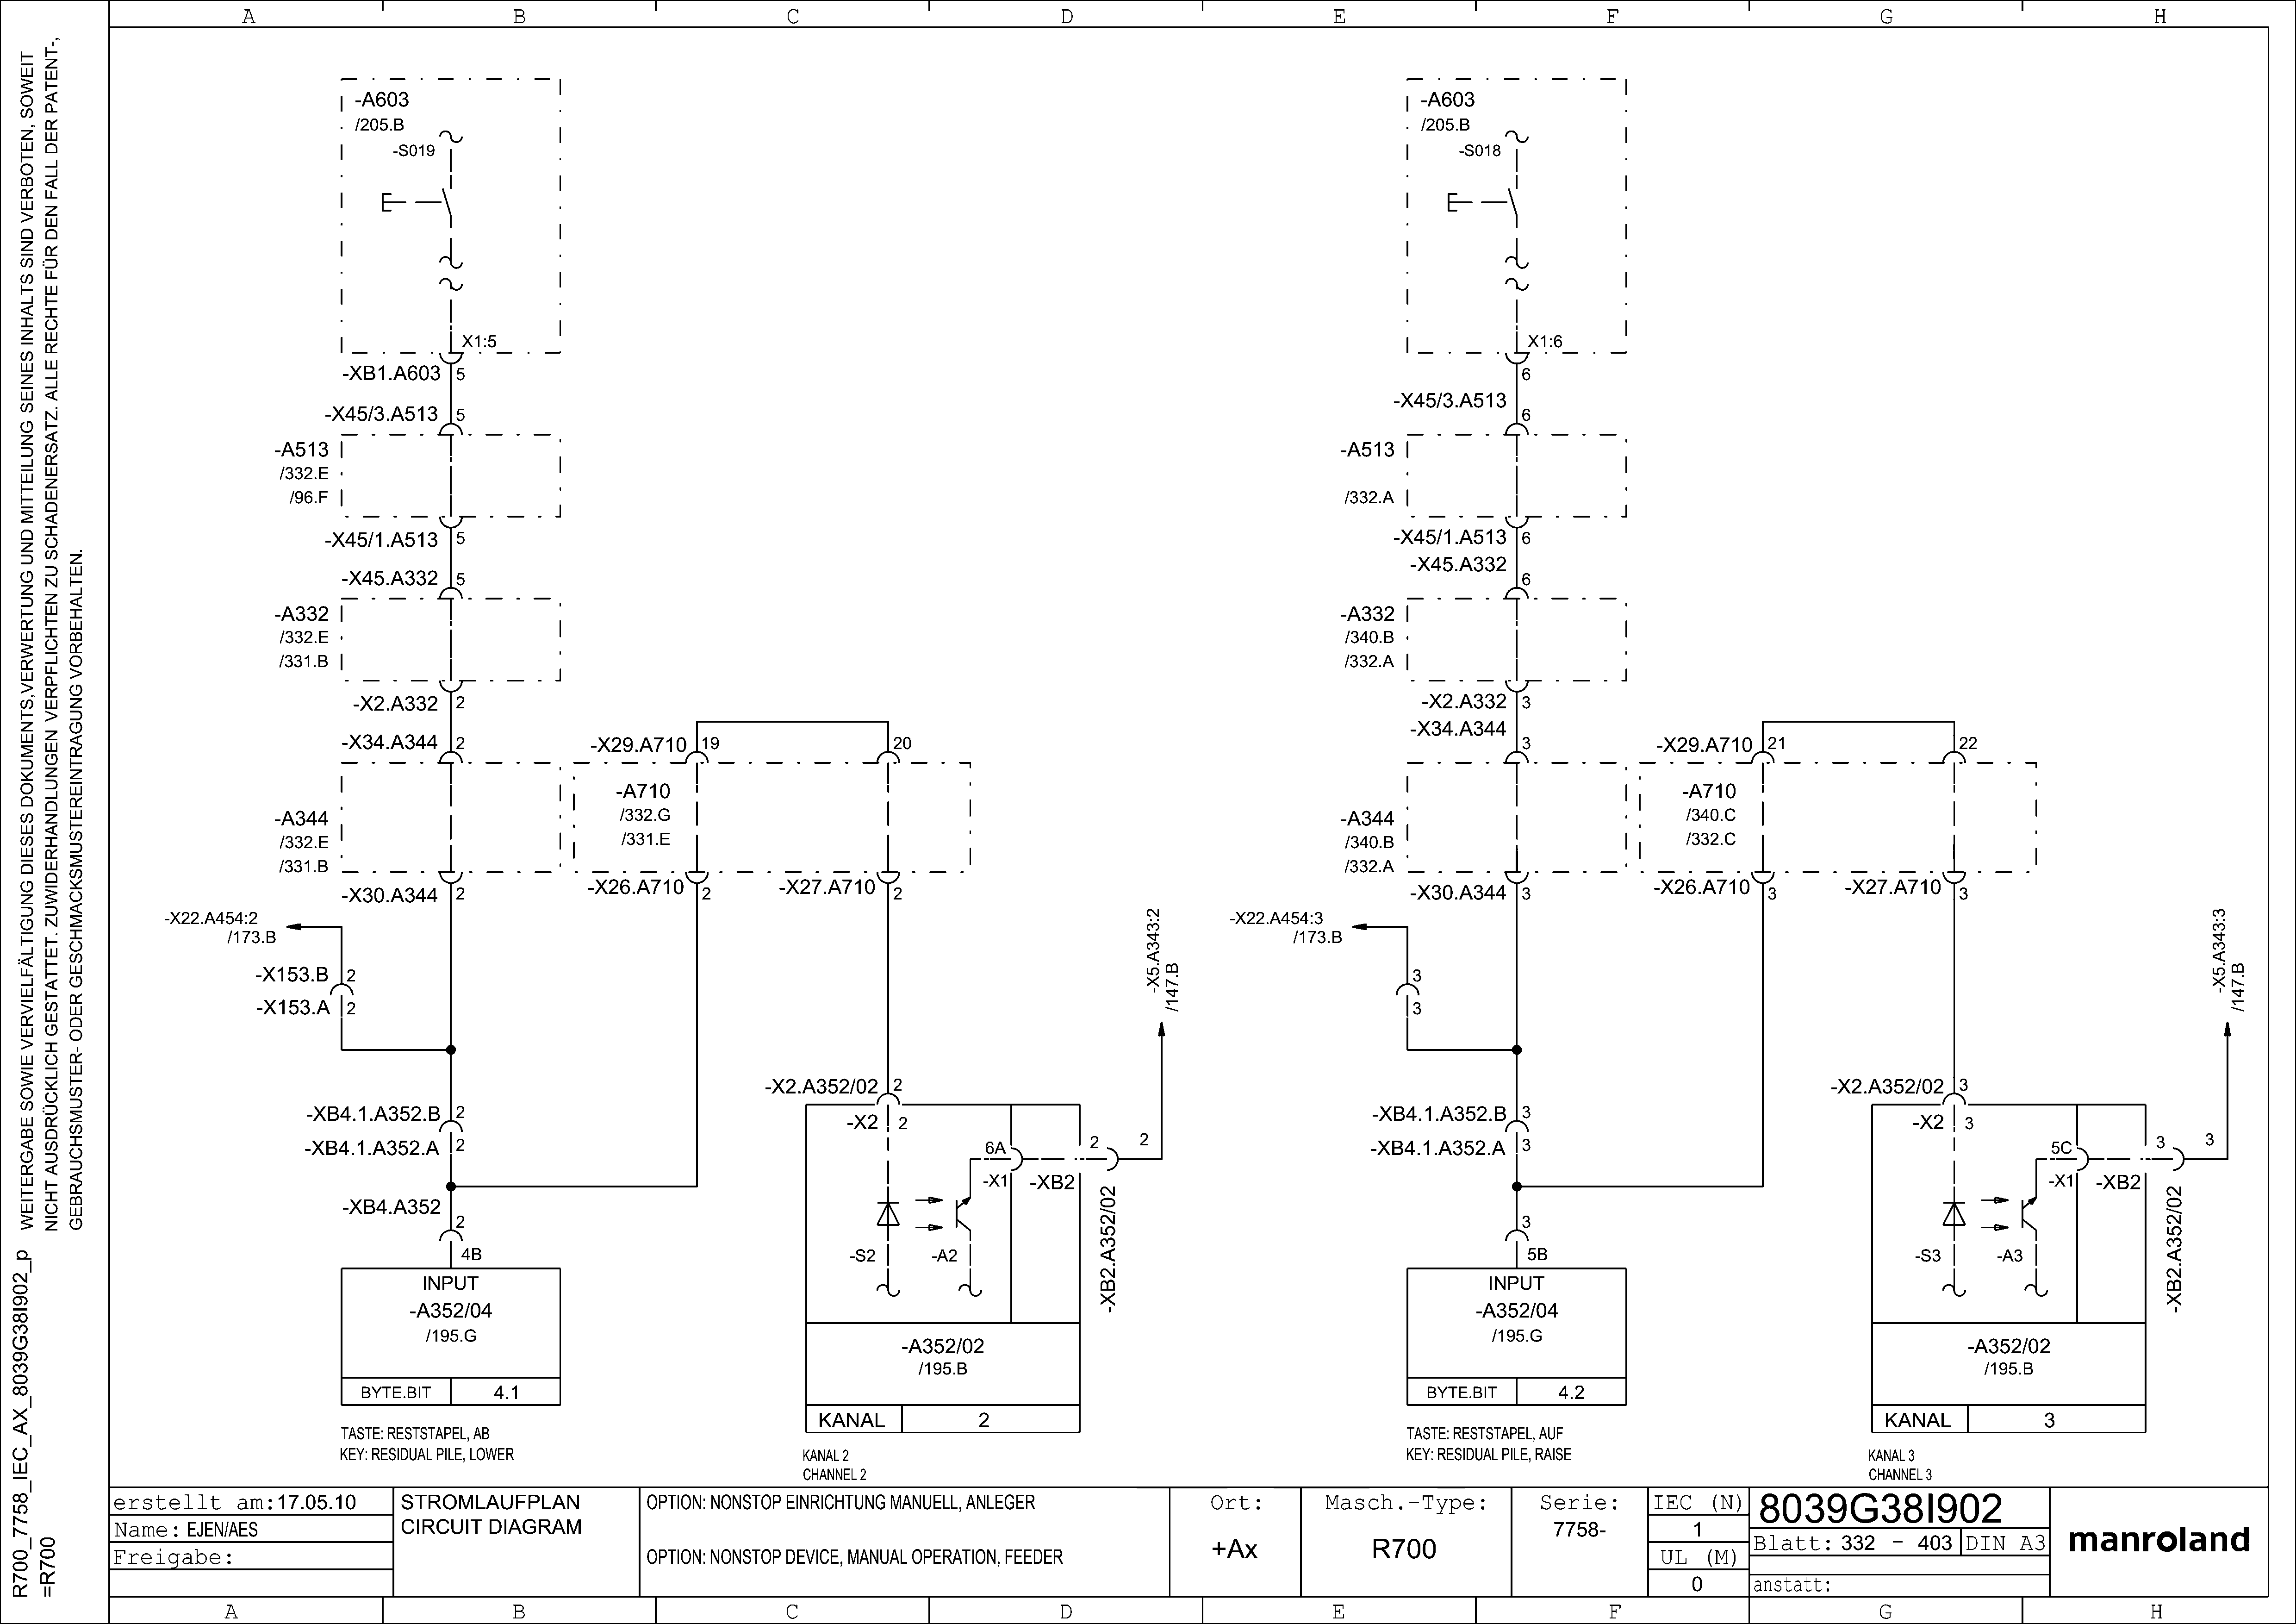 A B C D E F G H
WEITERGABE SOWIE VERVIELFÄLTIGUNG DIESES DOKUMENTS,VERWERTUNG UND MITTEILUNG SEINES INHALTS SIND VERBOTEN, SOWEIT
NICHT AUSDRÜCKLICH GESTATTET. ZUWIDERHANDLUNGEN VERPFLICHTEN ZU SCHADENERSATZ. ALLE RECHTE FÜR DEN FALL DER PATENT-,
GEBRAUCHSMUSTER- ODER GESCHMACKSMUSTEREINTRAGUNG VORBEHALTEN.
R700_7758_IEC_AX_8039G38I902_p
=R700
-A603
/205.B
-S019
X1:5
-XB1.A603 5
-X45/3.A513 5
-A513
/332.E
/96.F
-X45/1.A513 5
-X45.A332 5
-A332
/332.E
/331.B
-X2.A332 2
-X34.A344 2
-A344
/332.E
/331.B
-X30.A344 2
-X22.A454:2
/173.B
-X153.B 2
-X153.A 2
-XB4.1.A352.B 2
-XB4.1.A352.A 2
-XB4.A352
2
4B
INPUT
-A352/04
/195.G
BYTE.BIT 4.1
TASTE: RESTSTAPEL, AB
KEY: RESIDUAL PILE, LOWER
-X29.A710 19 20
-A710
/332.G
/331.E
-X26.A710 2
-X27.A710 2
-X5.A343:2
/147.B
-X2.A352/02 2
-X2 2
6A
-X1
-XB2
2 2
-XB2.A352/02
-S2 -A2
-A352/02
/195.B
KANAL 2
KANAL 2
CHANNEL 2
-A603
/205.B
-S018
X1:6
6
-X45/3.A513
6
-A513
/332.A
-X45/1.A513 6
-X45.A332
6
-A332
/340.B
/332.A
-X2.A332 3
-X34.A344
3
-A344
/340.B
/332.A
-X30.A344 3
-X22.A454:3
/173.B
3
3
-XB4.1.A352.B 3
-XB4.1.A352.A 3
3
5B
INPUT
-A352/04
/195.G
BYTE.BIT 4.2
TASTE: RESTSTAPEL, AUF
KEY: RESIDUAL PILE, RAISE
-X29.A710 21 22
-A710
/340.C
/332.C
-X26.A710 3
-X27.A710 3
-X5.A343:3
/147.B
-X2.A352/02 3
-X2 3
5C
-X1
-XB2
3 3
-XB2.A352/02
-S3 -A3
-A352/02
/195.B
KANAL 3
KANAL 3
CHANNEL 3
erstellt am:17.05.10
Name: EJEN/AES
Freigabe:
STROMLAUFPLAN
CIRCUIT DIAGRAM
OPTION: NONSTOP EINRICHTUNG MANUELL, ANLEGER
OPTION: NONSTOP DEVICE, MANUAL OPERATION, FEEDER
Ort:
+Ax
Masch.-Type:
R700
Serie:
7758-
IEC (N)
1
UL (M)
0
8039G38I902
Blatt: 332 - 403 DIN A3
anstatt:
manroland
A B C D E F G H